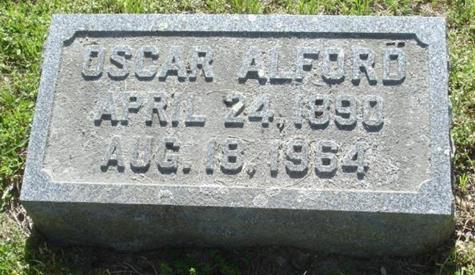 OSCAR ALFORD
APRIL 24, 1890
AUG. 18, 1964